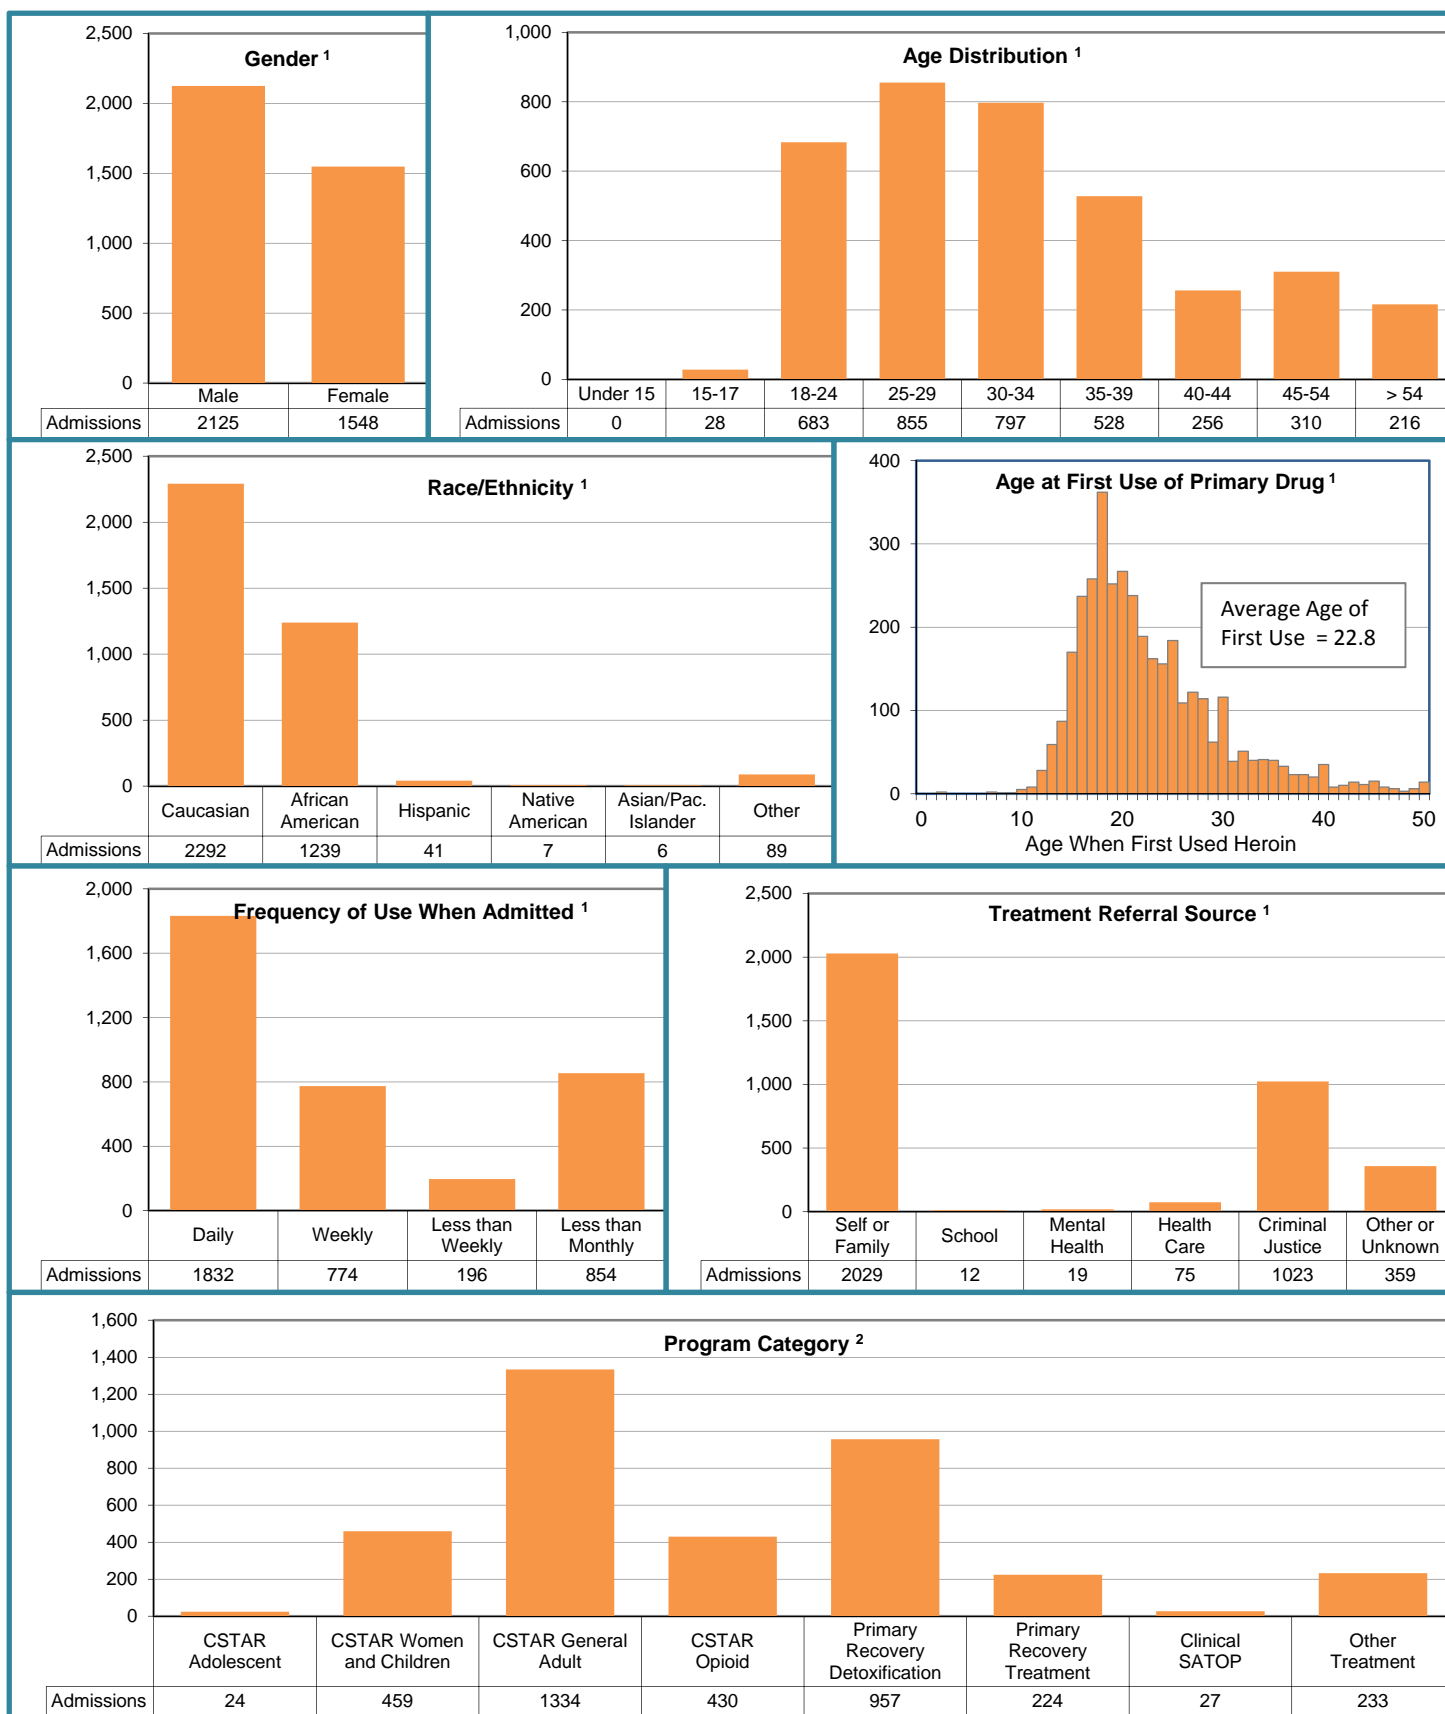 Gender ¹
2,500
2,000
1,500
1,000
500
0
Male Female
Admissions 2125 1548
Age Distribution ¹
1,000
800
600
400
200
0
Under 15 15-17 18-24 25-29 30-34 35-39 40-44 45-54 > 54
Admissions 0 28 683 855 797 528 256 310 216
Race/Ethnicity ¹
2,500
2,000
1,500
1,000
500
0
Caucasian African American Hispanic Native American Asian/Pac. Islander Other
Admissions 2292 1239 41 7 6 89
Age at First Use of Primary Drug ¹
400
300
200
100
0
Average Age of
First Use = 22.8
0 10 20 30 40 50
Age When First Used Heroin
Frequency of Use When Admitted ¹
2,000
1,600
1,200
800
400
0
Daily Weekly Less than Weekly Less than Monthly
Admissions 1832 774 196 854
Treatment Referral Source ¹
2,500
2,000
1,500
1,000
500
0
Self or Family School Mental Health Health Care Criminal Justice Other or Unknown
Admissions 2029 12 19 75 1023 359
Program Category ²
1,600
1,400
1,200
1,000
800
600
400
200
0
CSTAR Adolescent CSTAR Women and Children CSTAR General Adult CSTAR Opioid Primary Recovery Detoxification Primary Recovery Treatment Clinical SATOP Other Treatment
Admissions 24 459 1334 430 957 224 27 233